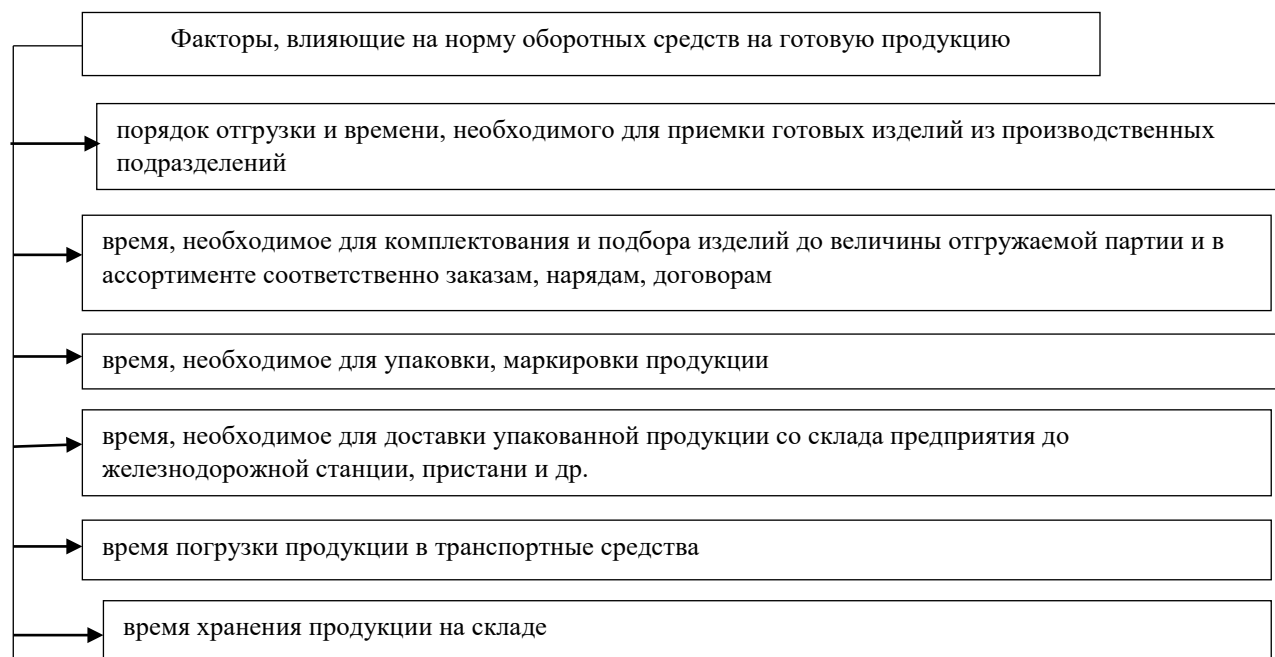 Факторы, влияющие на норму оборотных средств на готовую продукцию
порядок отгрузки и времени, необходимого для приемки готовых изделий из производственных
подразделений
время, необходимое для комплектования и подбора изделий до величины отгружаемой партии и в
ассортименте соответственно заказам, нарядам, договорам
время, необходимое для упаковки, маркировки продукции
время, необходимое для доставки упакованной продукции со склада предприятия до
железнодорожной станции, пристани и др.
время погрузки продукции в транспортные средства
время хранения продукции на складе